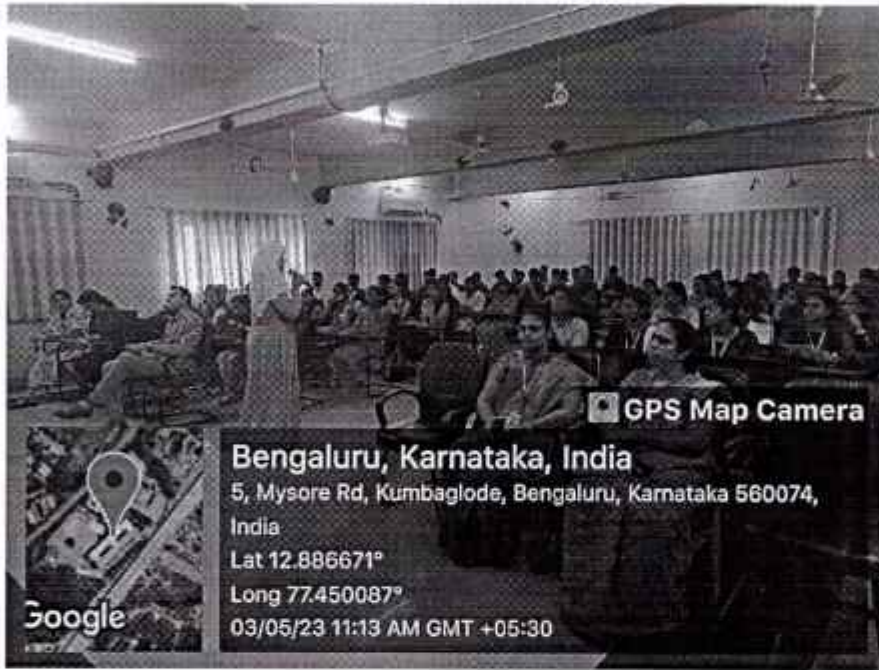 GPS Map Camera
Bengaluru, Karnataka, India
5, Mysore Rd, Kumbaglode, Bengaluru, Karnataka 560074,
India
Lat 12.886671°
Long 77.450087°
03/05/23 11:13 AM GMT +05:30
Google